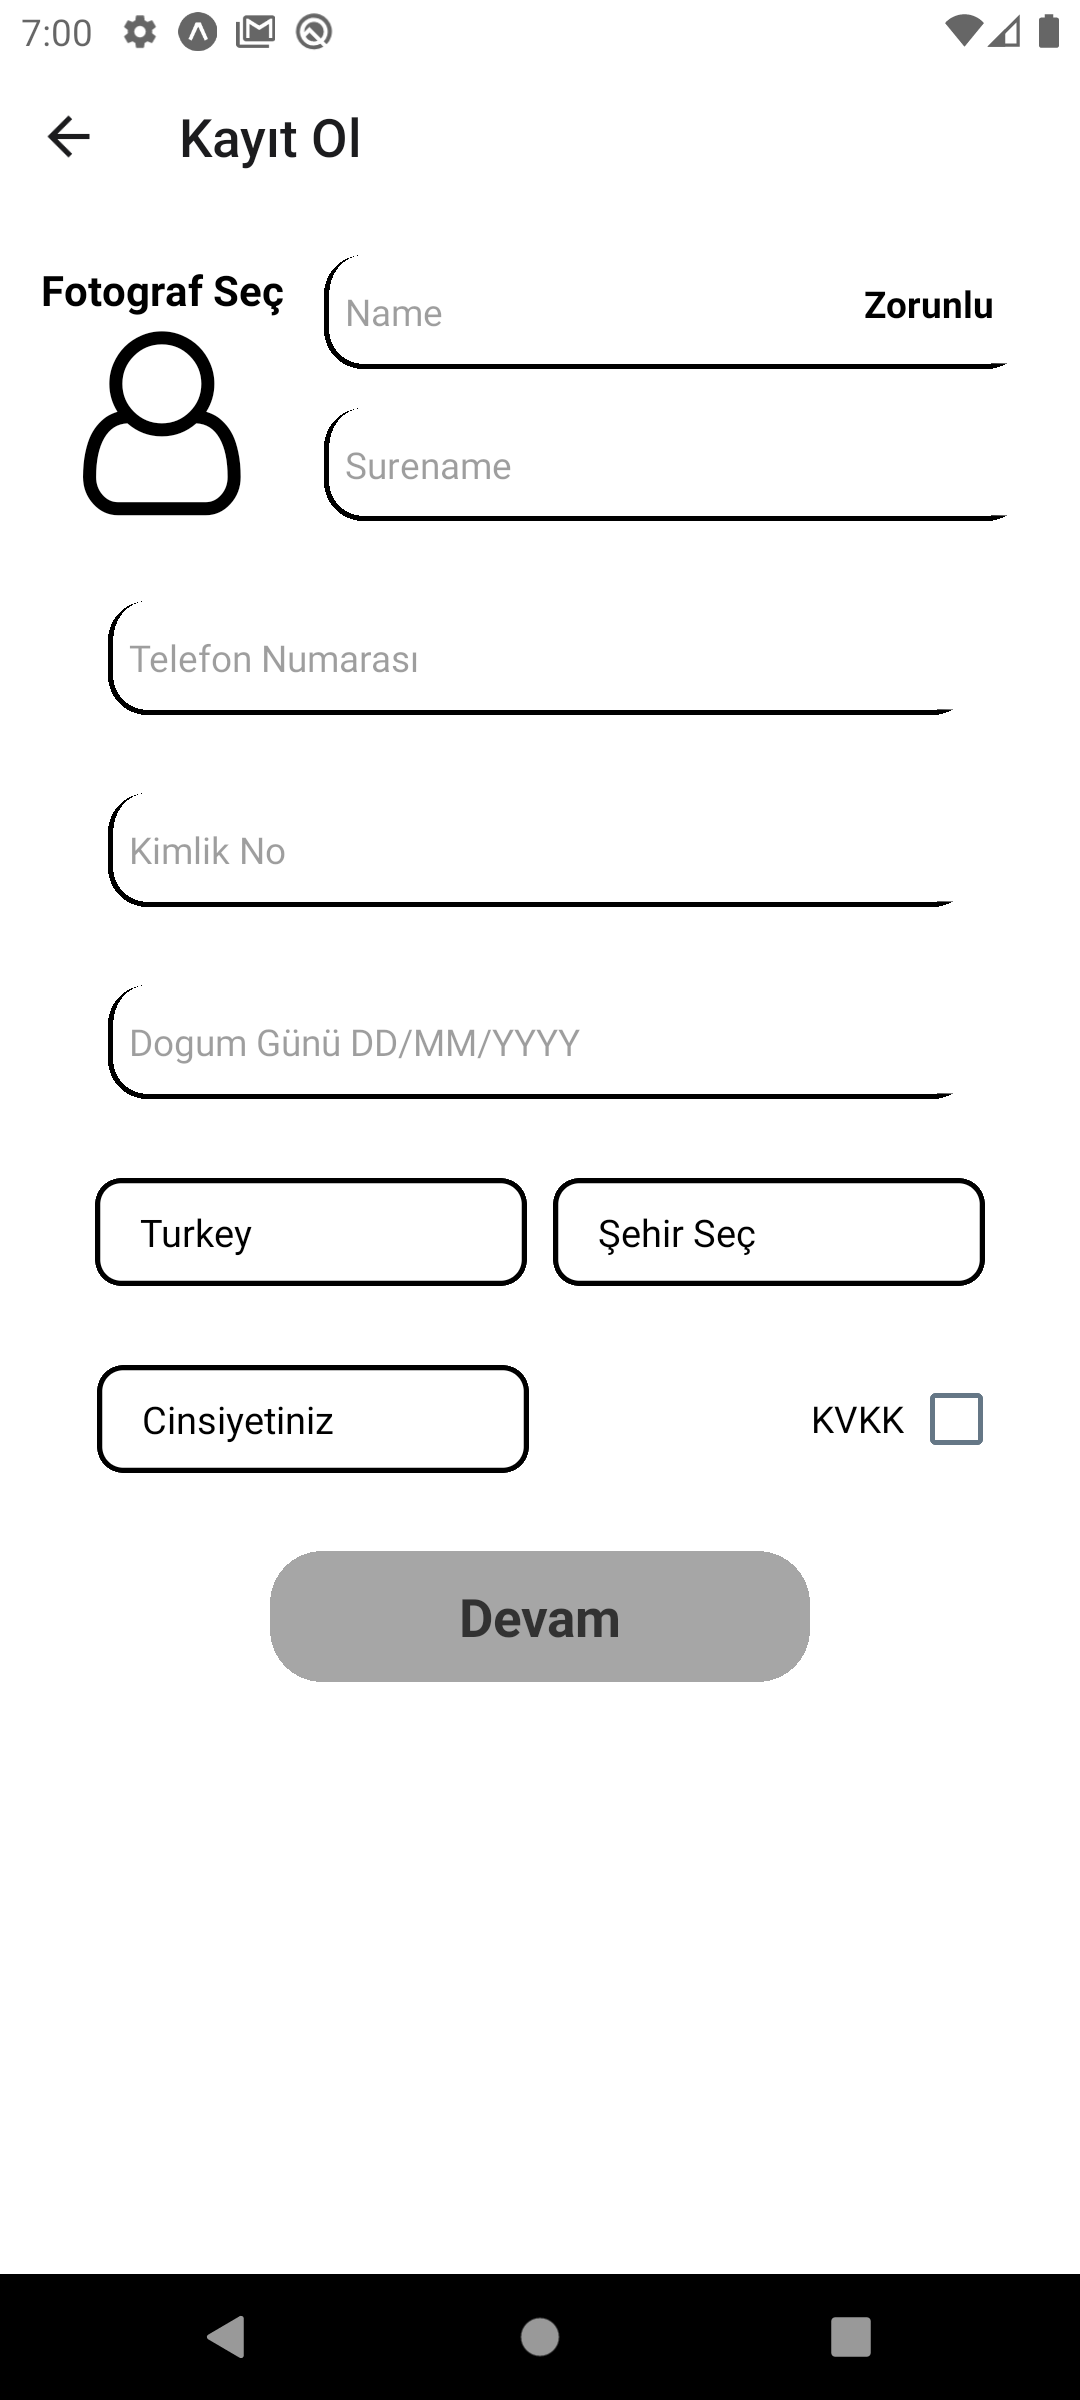 7:00
Kayıt Ol
Fotograf Seç
Name
Zorunlu
Surename
Telefon Numarası
Kimlik No
Dogum Günü DD/MM/YYYY
Turkey
Şehir Seç
Cinsiyetiniz
KVKK
Devam